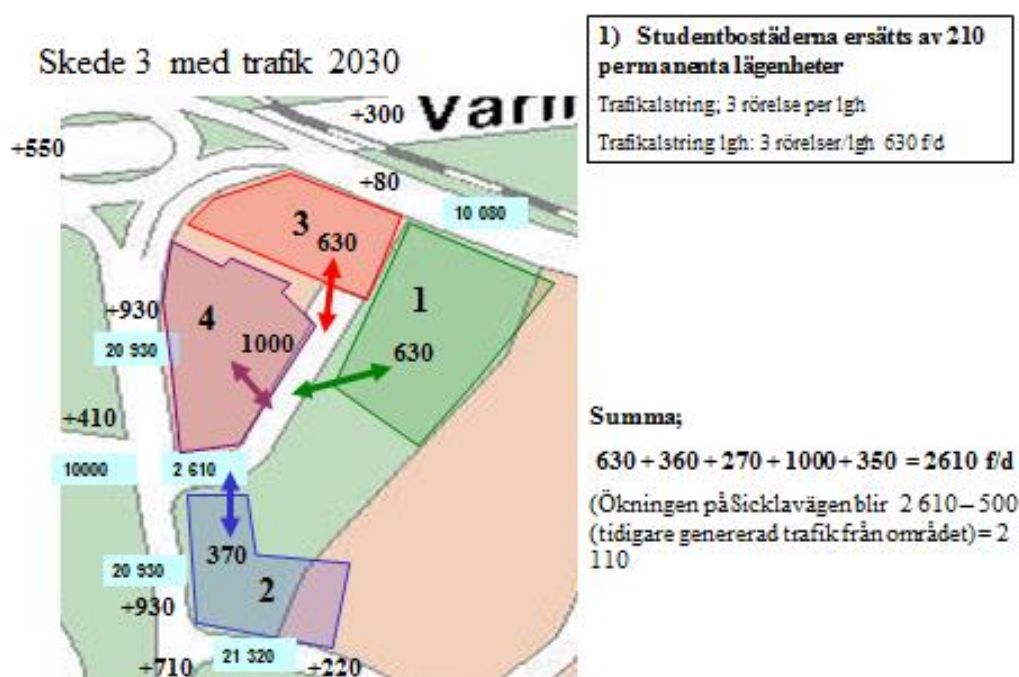 Skede 3 med trafik 2030
1) Studentbostäderna ersätts av 210
permanenta lägenheter
Trafikalstring; 3 rörelse per lgh
Trafikalstring lgh: 3 rörelser/lgh 630 f/d
Värm
+300
+550
+80
10 080
3
630
1
4
+930
1000
20 930
630
+410
10000
2 610
370
20 930
2
+930
21 320
+710
+220
Summa;
630 + 360 + 270 + 1000 + 350 = 2610 f/d
(Ökningen på Sicklavägen blir 2 610 – 500
(tidigare genererad trafik från området) = 2
110